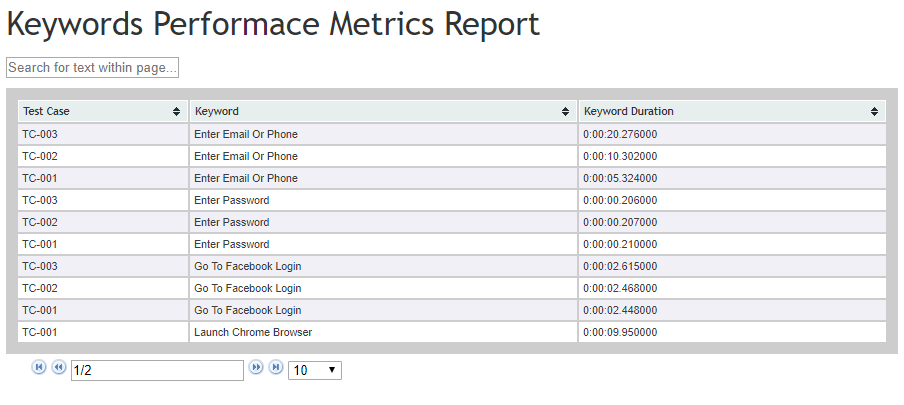 Keywords Performace Metrics Report
Search for text within page...
Test Case Keyword Keyword Duration
TC-003 Enter Email Or Phone 0:00:20.276000
TC-002 Enter Email Or Phone 0:00:10.302000
TC-001 Enter Email Or Phone 0:00:05.324000
TC-003 Enter Password 0:00:00.206000
TC-002 Enter Password 0:00:00.207000
TC-001 Enter Password 0:00:00.210000
TC-003 Go To Facebook Login 0:00:02.615000
TC-002 Go To Facebook Login 0:00:02.468000
TC-001 Go To Facebook Login 0:00:02.448000
TC-001 Launch Chrome Browser 0:00:09.950000
1/2 10